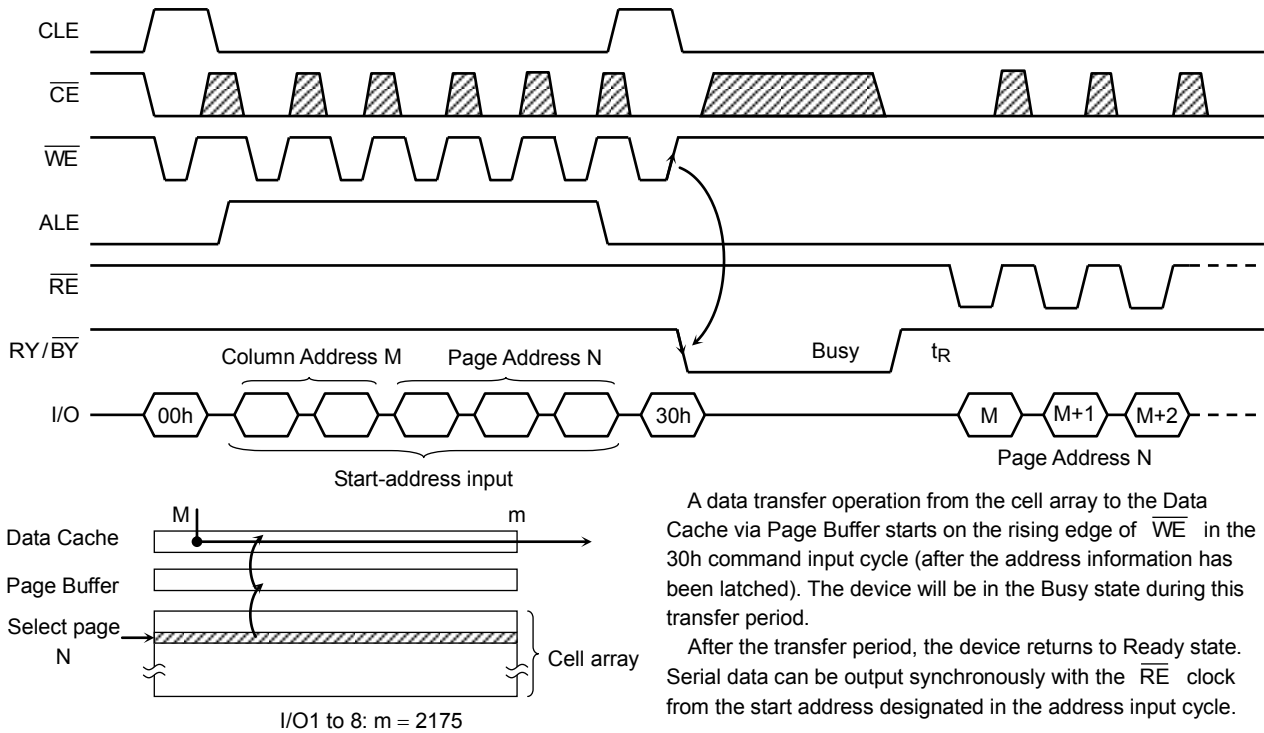 CLE
CE
WE
ALE
RE
RY/BY
Busy
tR
Column Address M
Page Address N
I/O
00h
30h
M
M+1
M+2
Start-address input
Page Address N
M
m
Data Cache
Page Buffer
Select page
N
Cell array
I/O1 to 8: m = 2175
A data transfer operation from the cell array to the Data
Cache via Page Buffer starts on the rising edge of WE in the
30h command input cycle (after the address information has
been latched). The device will be in the Busy state during this
transfer period.
After the transfer period, the device returns to Ready state.
Serial data can be output synchronously with the RE clock
from the start address designated in the address input cycle.